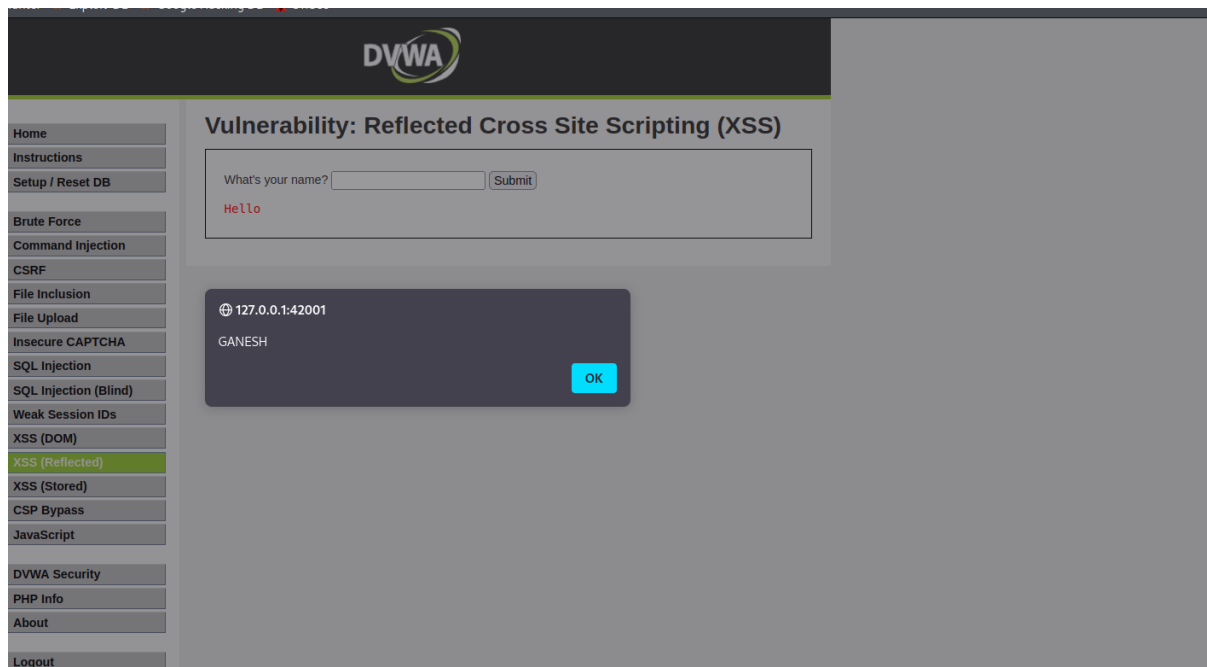 DVWA
Vulnerability: Reflected Cross Site Scripting (XSS)
What's your name? Submit
Hello
127.0.0.1:42001
GANESH
OK
Home
Instructions
Setup / Reset DB
Brute Force
Command Injection
CSRF
File Inclusion
File Upload
Insecure CAPTCHA
SQL Injection
SQL Injection (Blind)
Weak Session IDs
XSS (DOM)
XSS (Reflected)
XSS (Stored)
CSP Bypass
JavaScript
DVWA Security
PHP Info
About
Logout